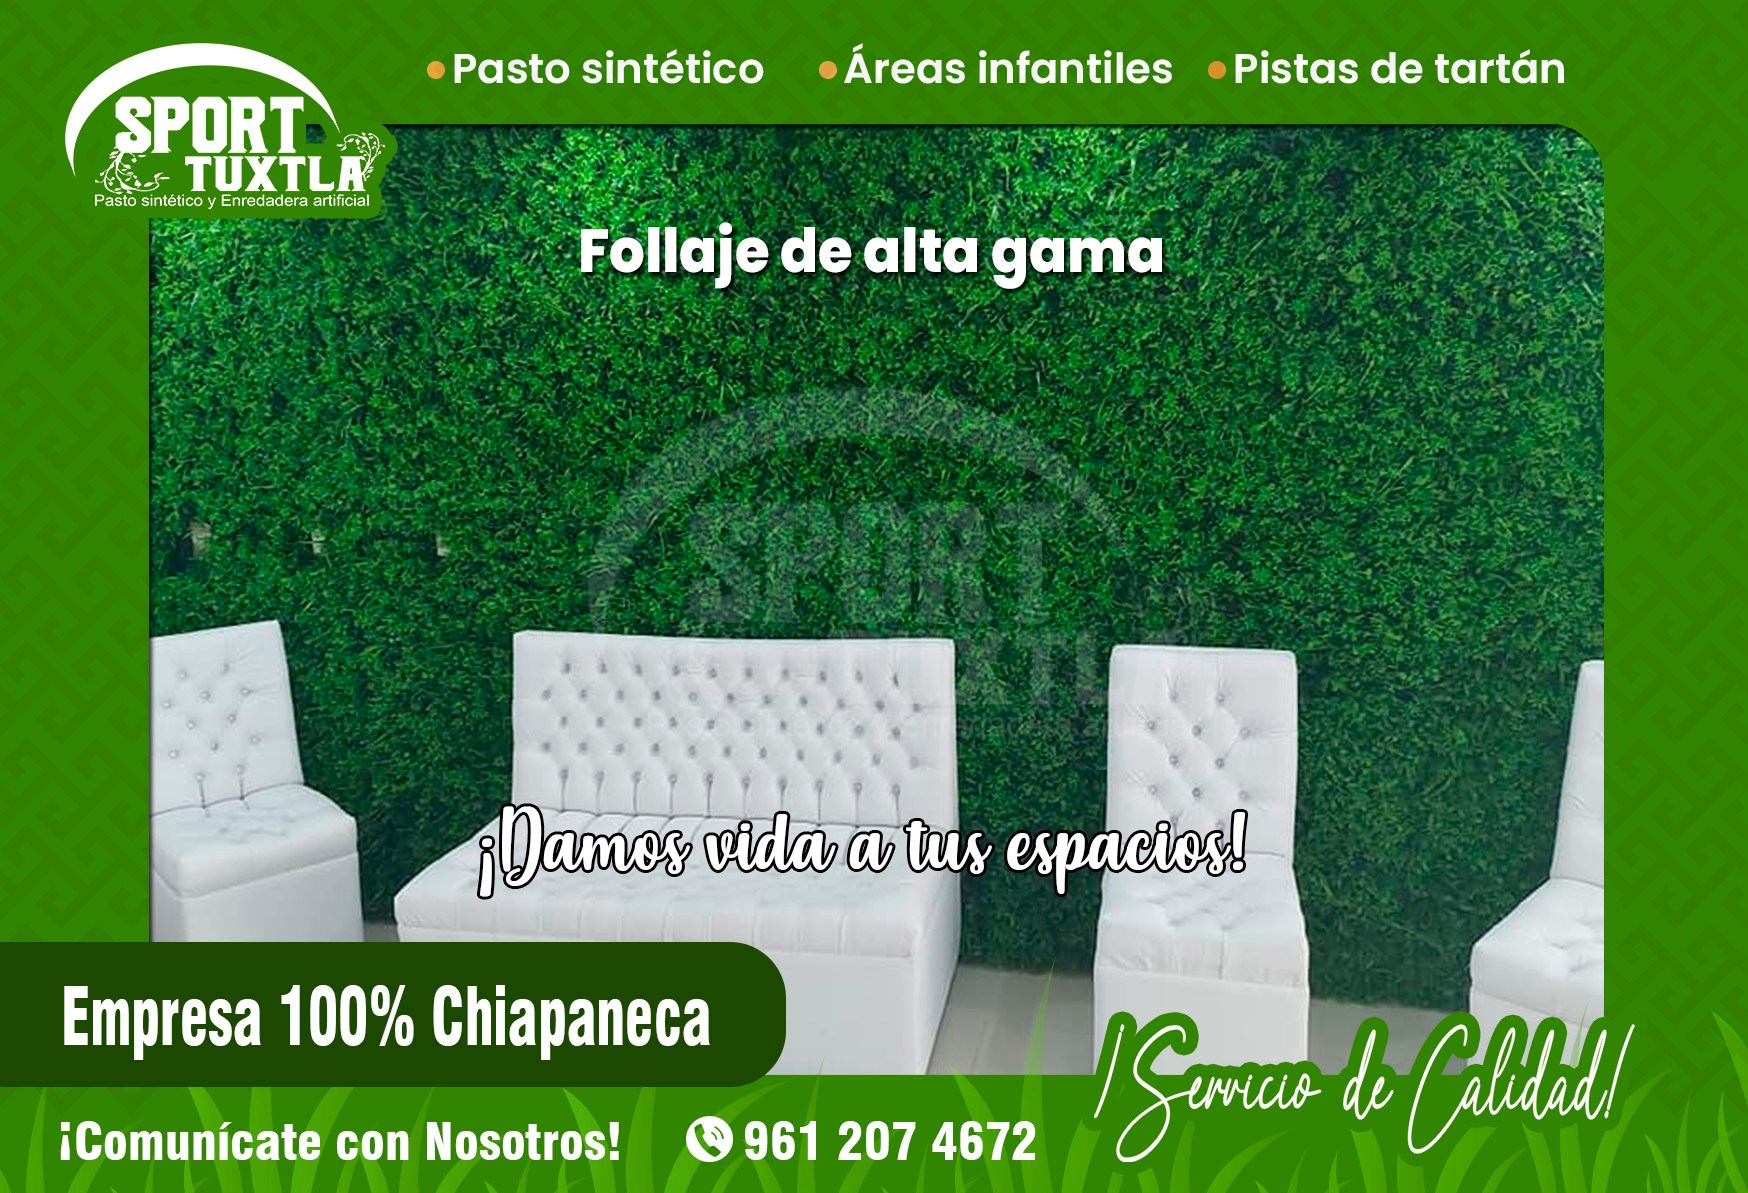 SPORT
TUXTLA
Pasto sintético y Enredadera artificial
•Pasto sintético •Áreas infantiles •Pistas de tartán
Follaje de alta gama
SPORT
¡Damos vida a tus espacios!
Empresa 100% Chiapaneca
¡Servicio de Calidad!
¡Comunícate con Nosotros! 961 207 4672